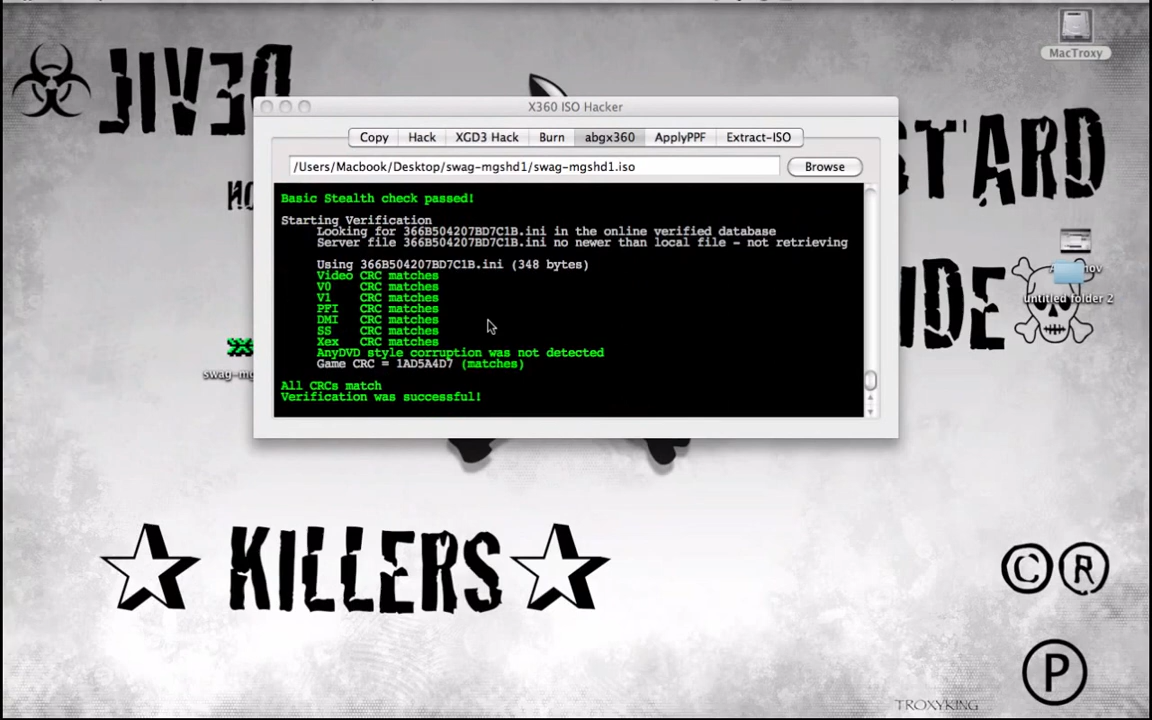 MacTroxy
X360 ISO Hacker
Copy Hack XGD3 Hack Burn abgx360 ApplyPPF Extract-ISO
/Users/Macbook/Desktop/swag-mgshd1/swag-mgshd1.iso Browse
Basic Stealth check passed!
Starting Verification
Looking for 366B504207BD7C1B.ini in the online verified database
Server file 366B504207BD7C1B.ini no newer than local file - not retrieving
Using 366B504207BD7C1B.ini (348 bytes)
Video CRC matches
V0 CRC matches
V1 CRC matches
PFI CRC matches
DMI CRC matches
SS CRC matches
Xex CRC matches
AnyDVD style corruption was not detected
Game CRC = 1AD5A4D7 (matches)
All CRCs match
Verification was successful!
untitled folder 2
KILLERS
C R
P
TROXYKING